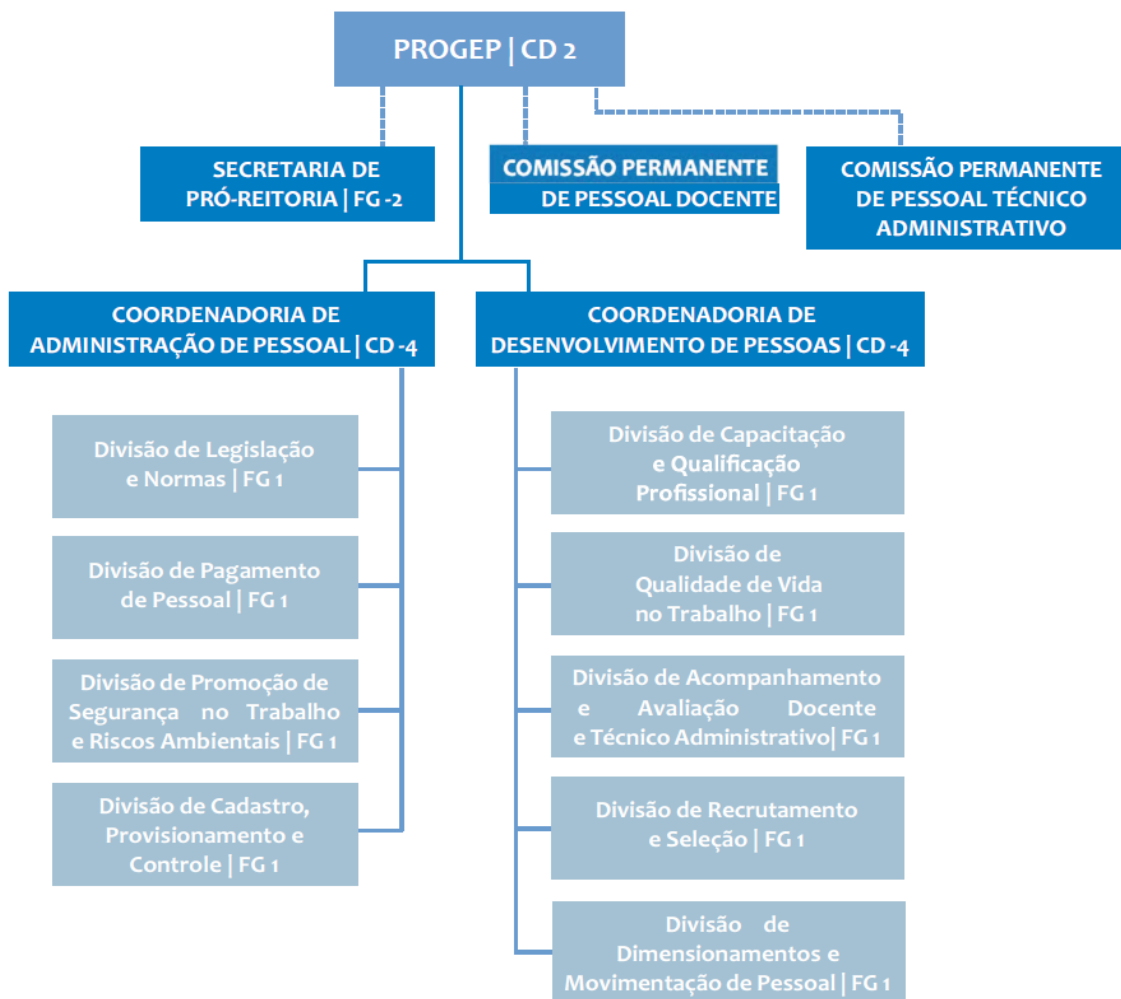 PROGEP | CD 2
SECRETARIA DE
PRÓ-REITORIA | FG -2
COMISSÃO PERMANENTE
DE PESSOAL DOCENTE
COMISSÃO PERMANENTE
DE PESSOAL TÉCNICO
ADMINISTRATIVO
COORDENADORIA DE
ADMINISTRAÇÃO DE PESSOAL | CD -4
COORDENADORIA DE
DESENVOLVIMENTO DE PESSOAS | CD -4
Divisão de Legislação
e Normas | FG 1
Divisão de Pagamento
de Pessoal | FG 1
Divisão de Promoção de
Segurança no Trabalho
e Riscos Ambientais | FG 1
Divisão de Cadastro,
Provisionamento e
Controle | FG 1
Divisão de Capacitação
e Qualificação
Profissional | FG 1
Divisão de
Qualidade de Vida
no Trabalho | FG 1
Divisão de Acompanhamento
e Avaliação Docente
e Técnico Administrativo| FG 1
Divisão de Recrutamento
e Seleção | FG 1
Divisão de
Dimensionamentos e
Movimentação de Pessoal | FG 1